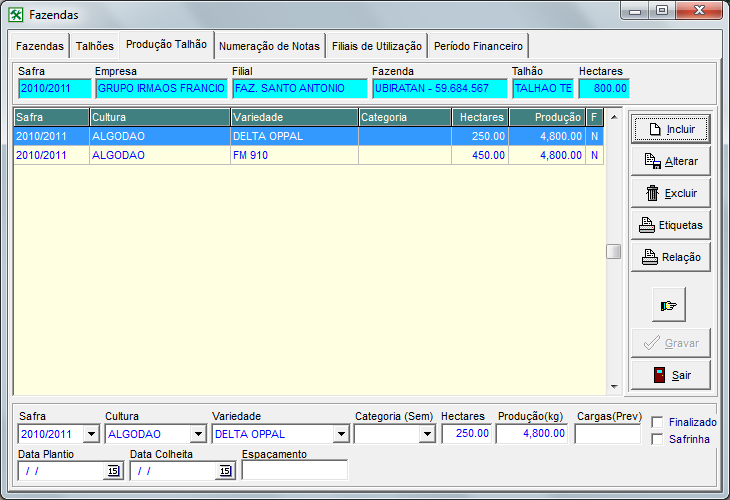 Fazendas
Fazendas Talhões Produção Talhão Numeração de Notas Filiais de Utilização Período Financeiro
Safra Empresa Filial Fazenda Talhão Hectares
2010/2011 GRUPO IRMAOS FRANCIO FAZ. SANTO ANTONIO UBIRATAN - 59.684.567 TALHAO TE 800.00
Safra Cultura Variedade Categoria Hectares Produção F
2010/2011 ALGODAO DELTA OPPAL 250.00 4,800.00 N
2010/2011 ALGODAO FM 910 450.00 4,800.00 N
Incluir
Alterar
Excluir
Etiquetas
Relação
Gravar
Sair
Safra Cultura Variedade Categoria (Sem) Hectares Produção(kg) Cargas(Prev)
2010/2011 ALGODAO DELTA OPPAL 250.00 4,800.00
Finalizado
Safrinha
Data Plantio Data Colheita Espaçamento
/ / 15 / / 15